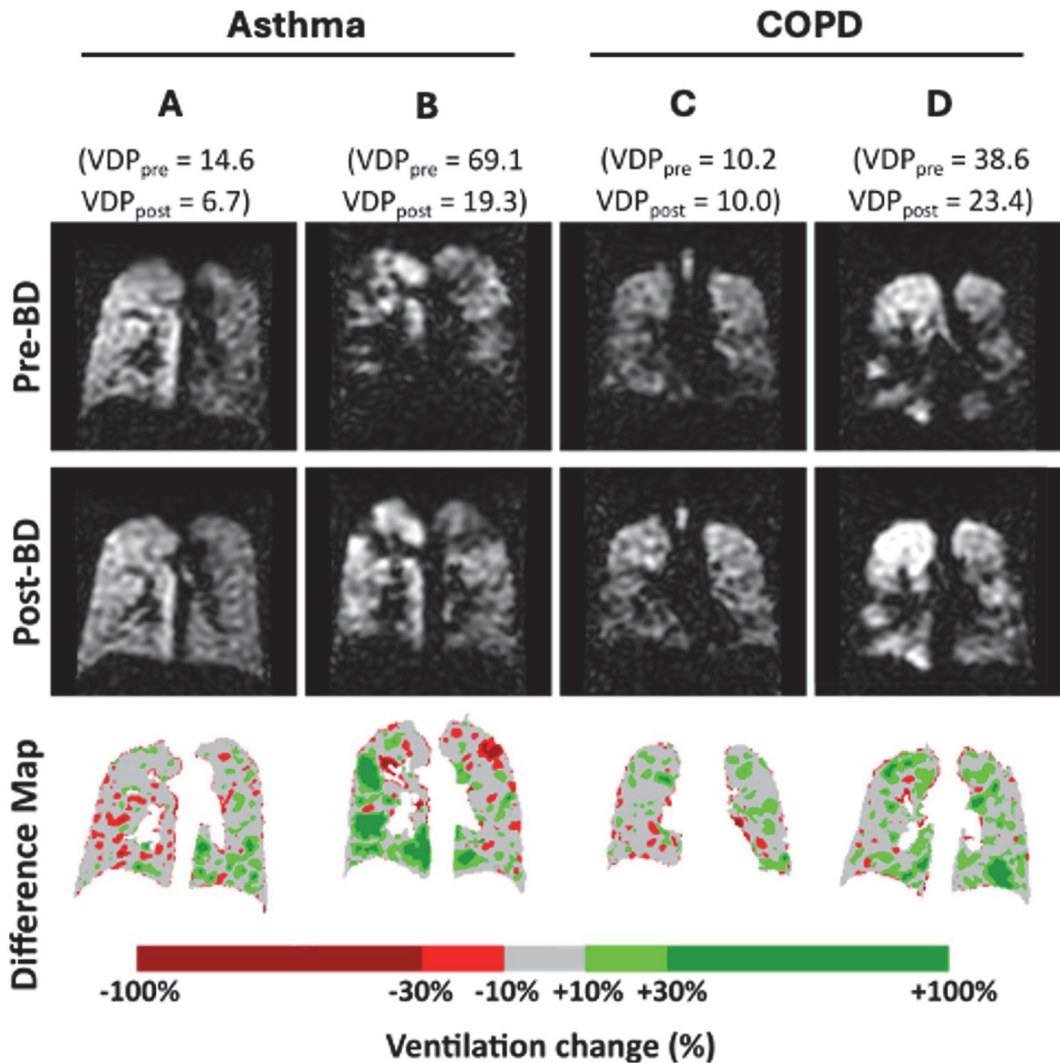 Asthma COPD
A B C D
(VDPpre = 14.6 (VDPpre = 69.1 (VDPpre = 10.2 (VDPpre = 38.6
VDPpost = 6.7) VDPpost = 19.3) VDPpost = 10.0) VDPpost = 23.4)
Pre-BD
Post-BD
Difference Map
-100% -30% -10% +10% +30% +100%
Ventilation change (%)